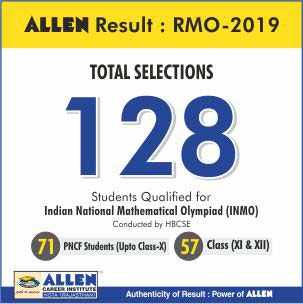 ALLEN Result : RMO-2019
TOTAL SELECTIONS
128
Students Qualified for
Indian National Mathematical Olympiad (INMO)
Conducted by HBCSE
71 PNCF Students (Upto Class-X) 57 Class (XI & XII)
ALLEN
CAREER INSTITUTE
KOTA (RAJASTHAN)
Authenticity of Result : Power of ALLEN